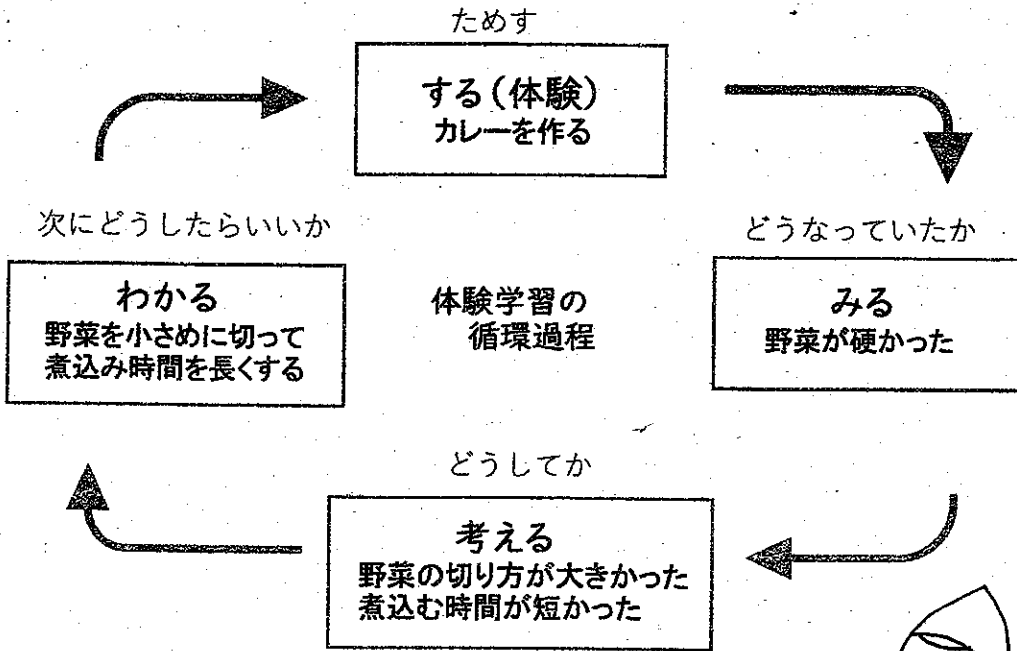 ためす
する(体験)
カレーを作る
次にどうしたらいいか
どうなっていたか
わかる
野菜を小さめに切って
煮込み時間を長くする
体験学習の
循環過程
みる
野菜が硬かった
どうしてか
考える
野菜の切り方が大きかった
煮込む時間が短かった